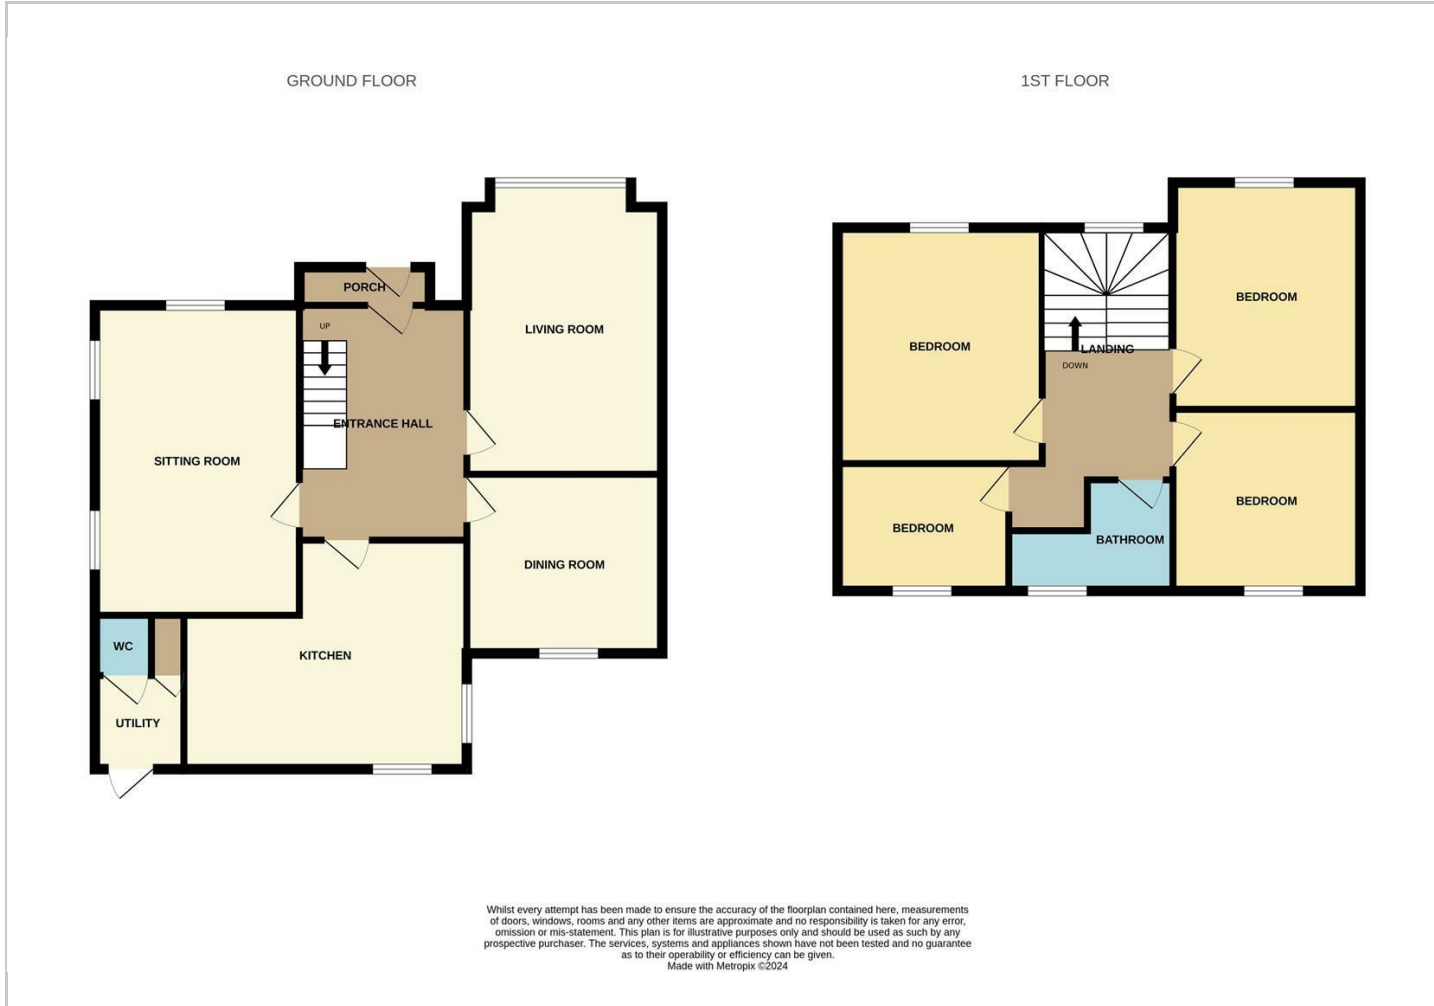 GROUND FLOOR
1ST FLOOR
PORCH
UP
LIVING ROOM
ENTRANCE HALL
SITTING ROOM
DINING ROOM
WC
KITCHEN
UTILITY
BEDROOM
BEDROOM
LANDING
DOWN
BEDROOM
BEDROOM
BATHROOM
Whilst every attempt has been made to ensure the accuracy of the floorplan contained here, measurements
of doors, windows, rooms and any other items are approximate and no responsibility is taken for any error,
omission or mis-statement. This plan is for illustrative purposes only and should be used as such by any
prospective purchaser. The services, systems and appliances shown have not been tested and no guarantee
as to their operability or efficiency can be given.
Made with Metropix ©2024